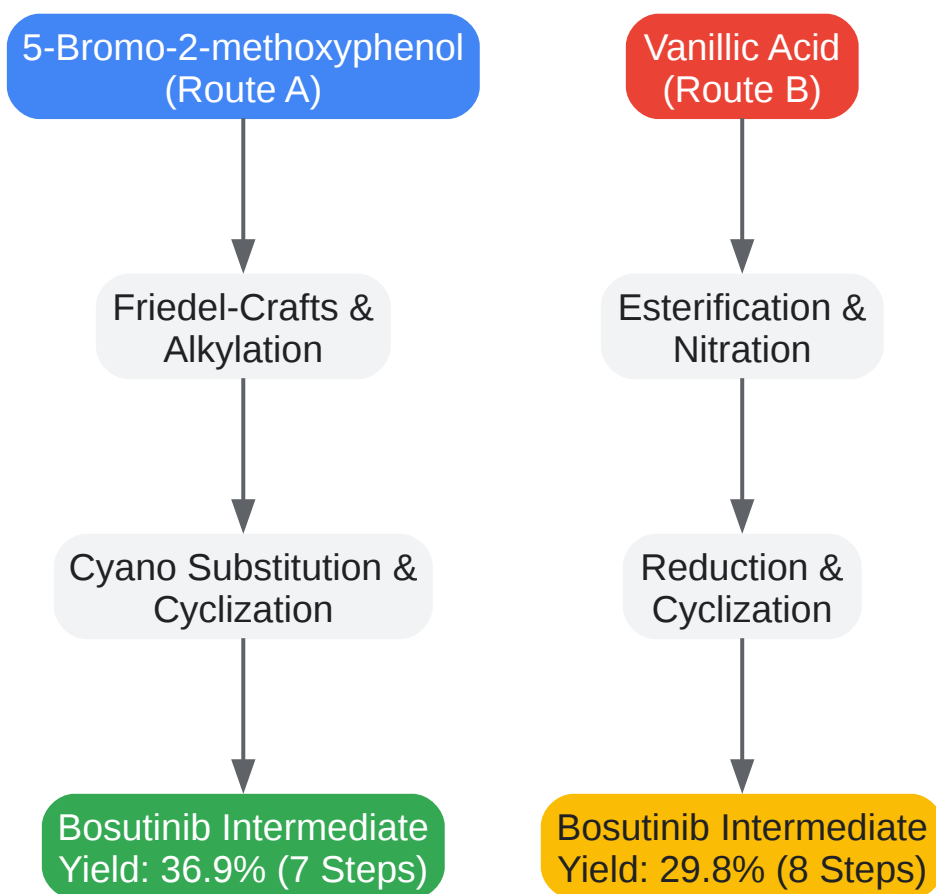 5-Bromo-2-methoxyphenol
(Route A)
Friedel-Crafts &
Alkylation
Cyano Substitution &
Cyclization
Bosutinib Intermediate
Yield: 36.9% (7 Steps)
Vanillic Acid
(Route B)
Esterification &
Nitration
Reduction &
Cyclization
Bosutinib Intermediate
Yield: 29.8% (8 Steps)